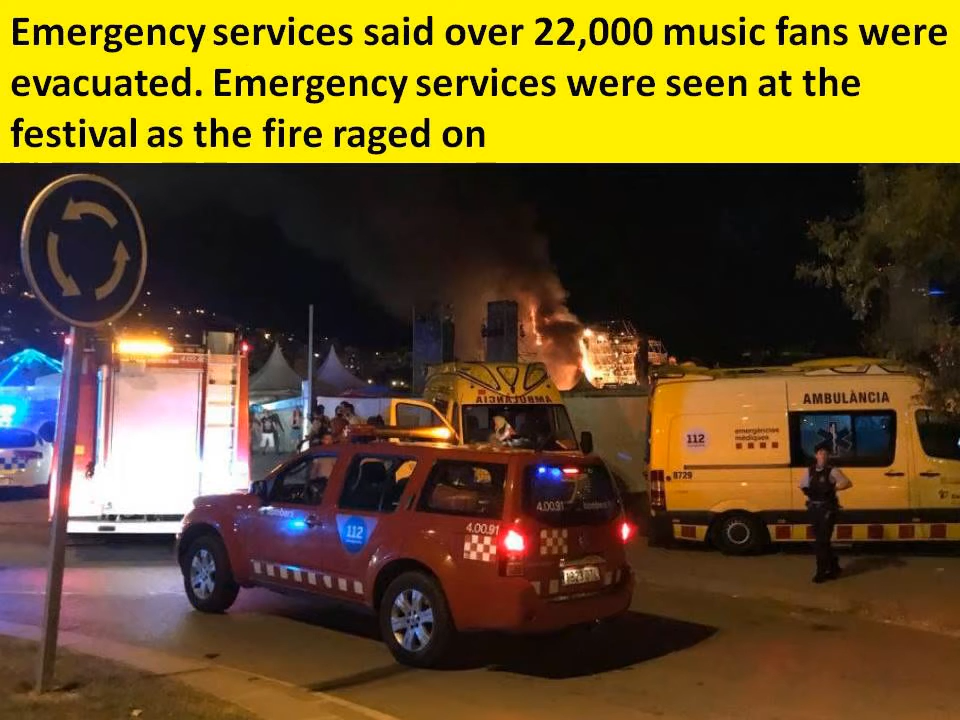 Emergency services said over 22,000 music fans were
evacuated. Emergency services were seen at the
festival as the fire raged on
4.00.91
bombers
112
4.00.91
AMBULÀNCIA
AMBULÀNCIA
112
emergències
mèdiques
8729